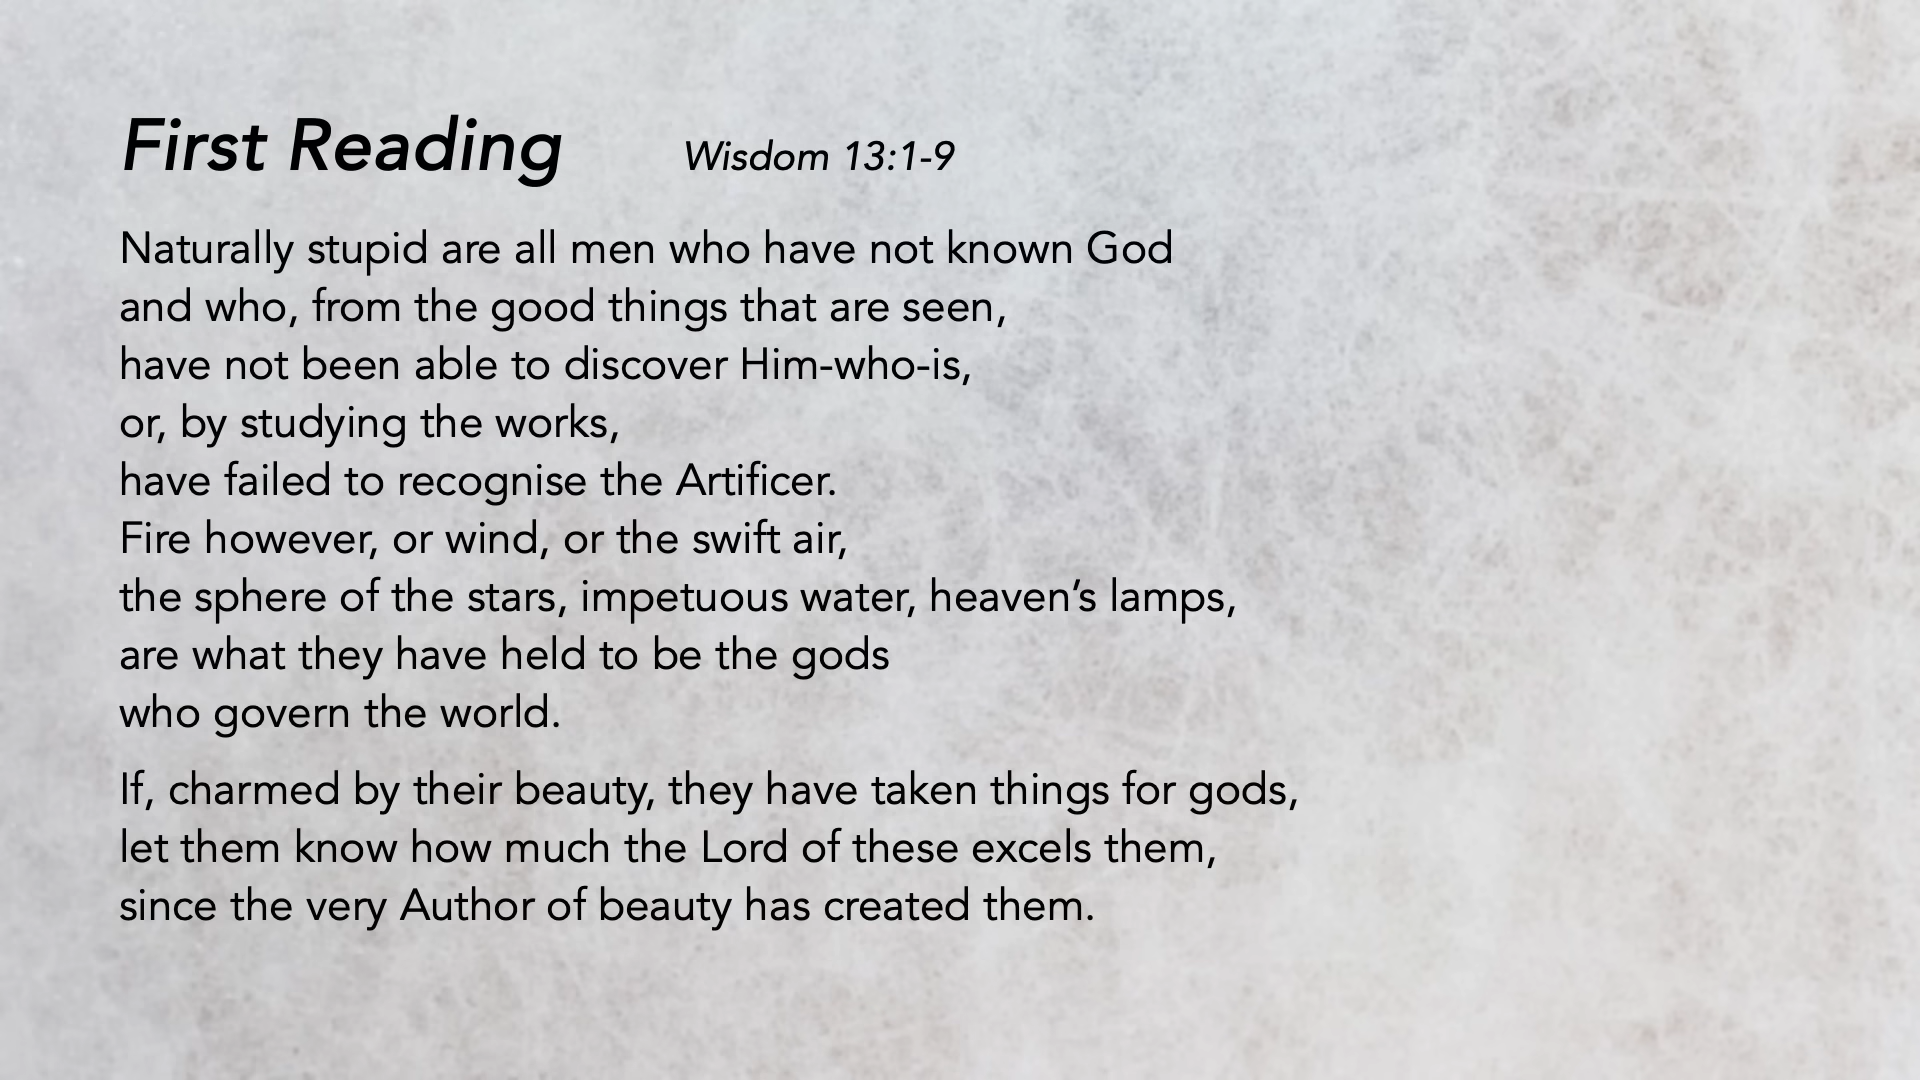 First Reading Wisdom 13:1-9
Naturally stupid are all men who have not known God
and who, from the good things that are seen,
have not been able to discover Him-who-is,
or, by studying the works,
have failed to recognise the Artificer.
Fire however, or wind, or the swift air,
the sphere of the stars, impetuous water, heaven’s lamps,
are what they have held to be the gods
who govern the world.
If, charmed by their beauty, they have taken things for gods,
let them know how much the Lord of these excels them,
since the very Author of beauty has created them.